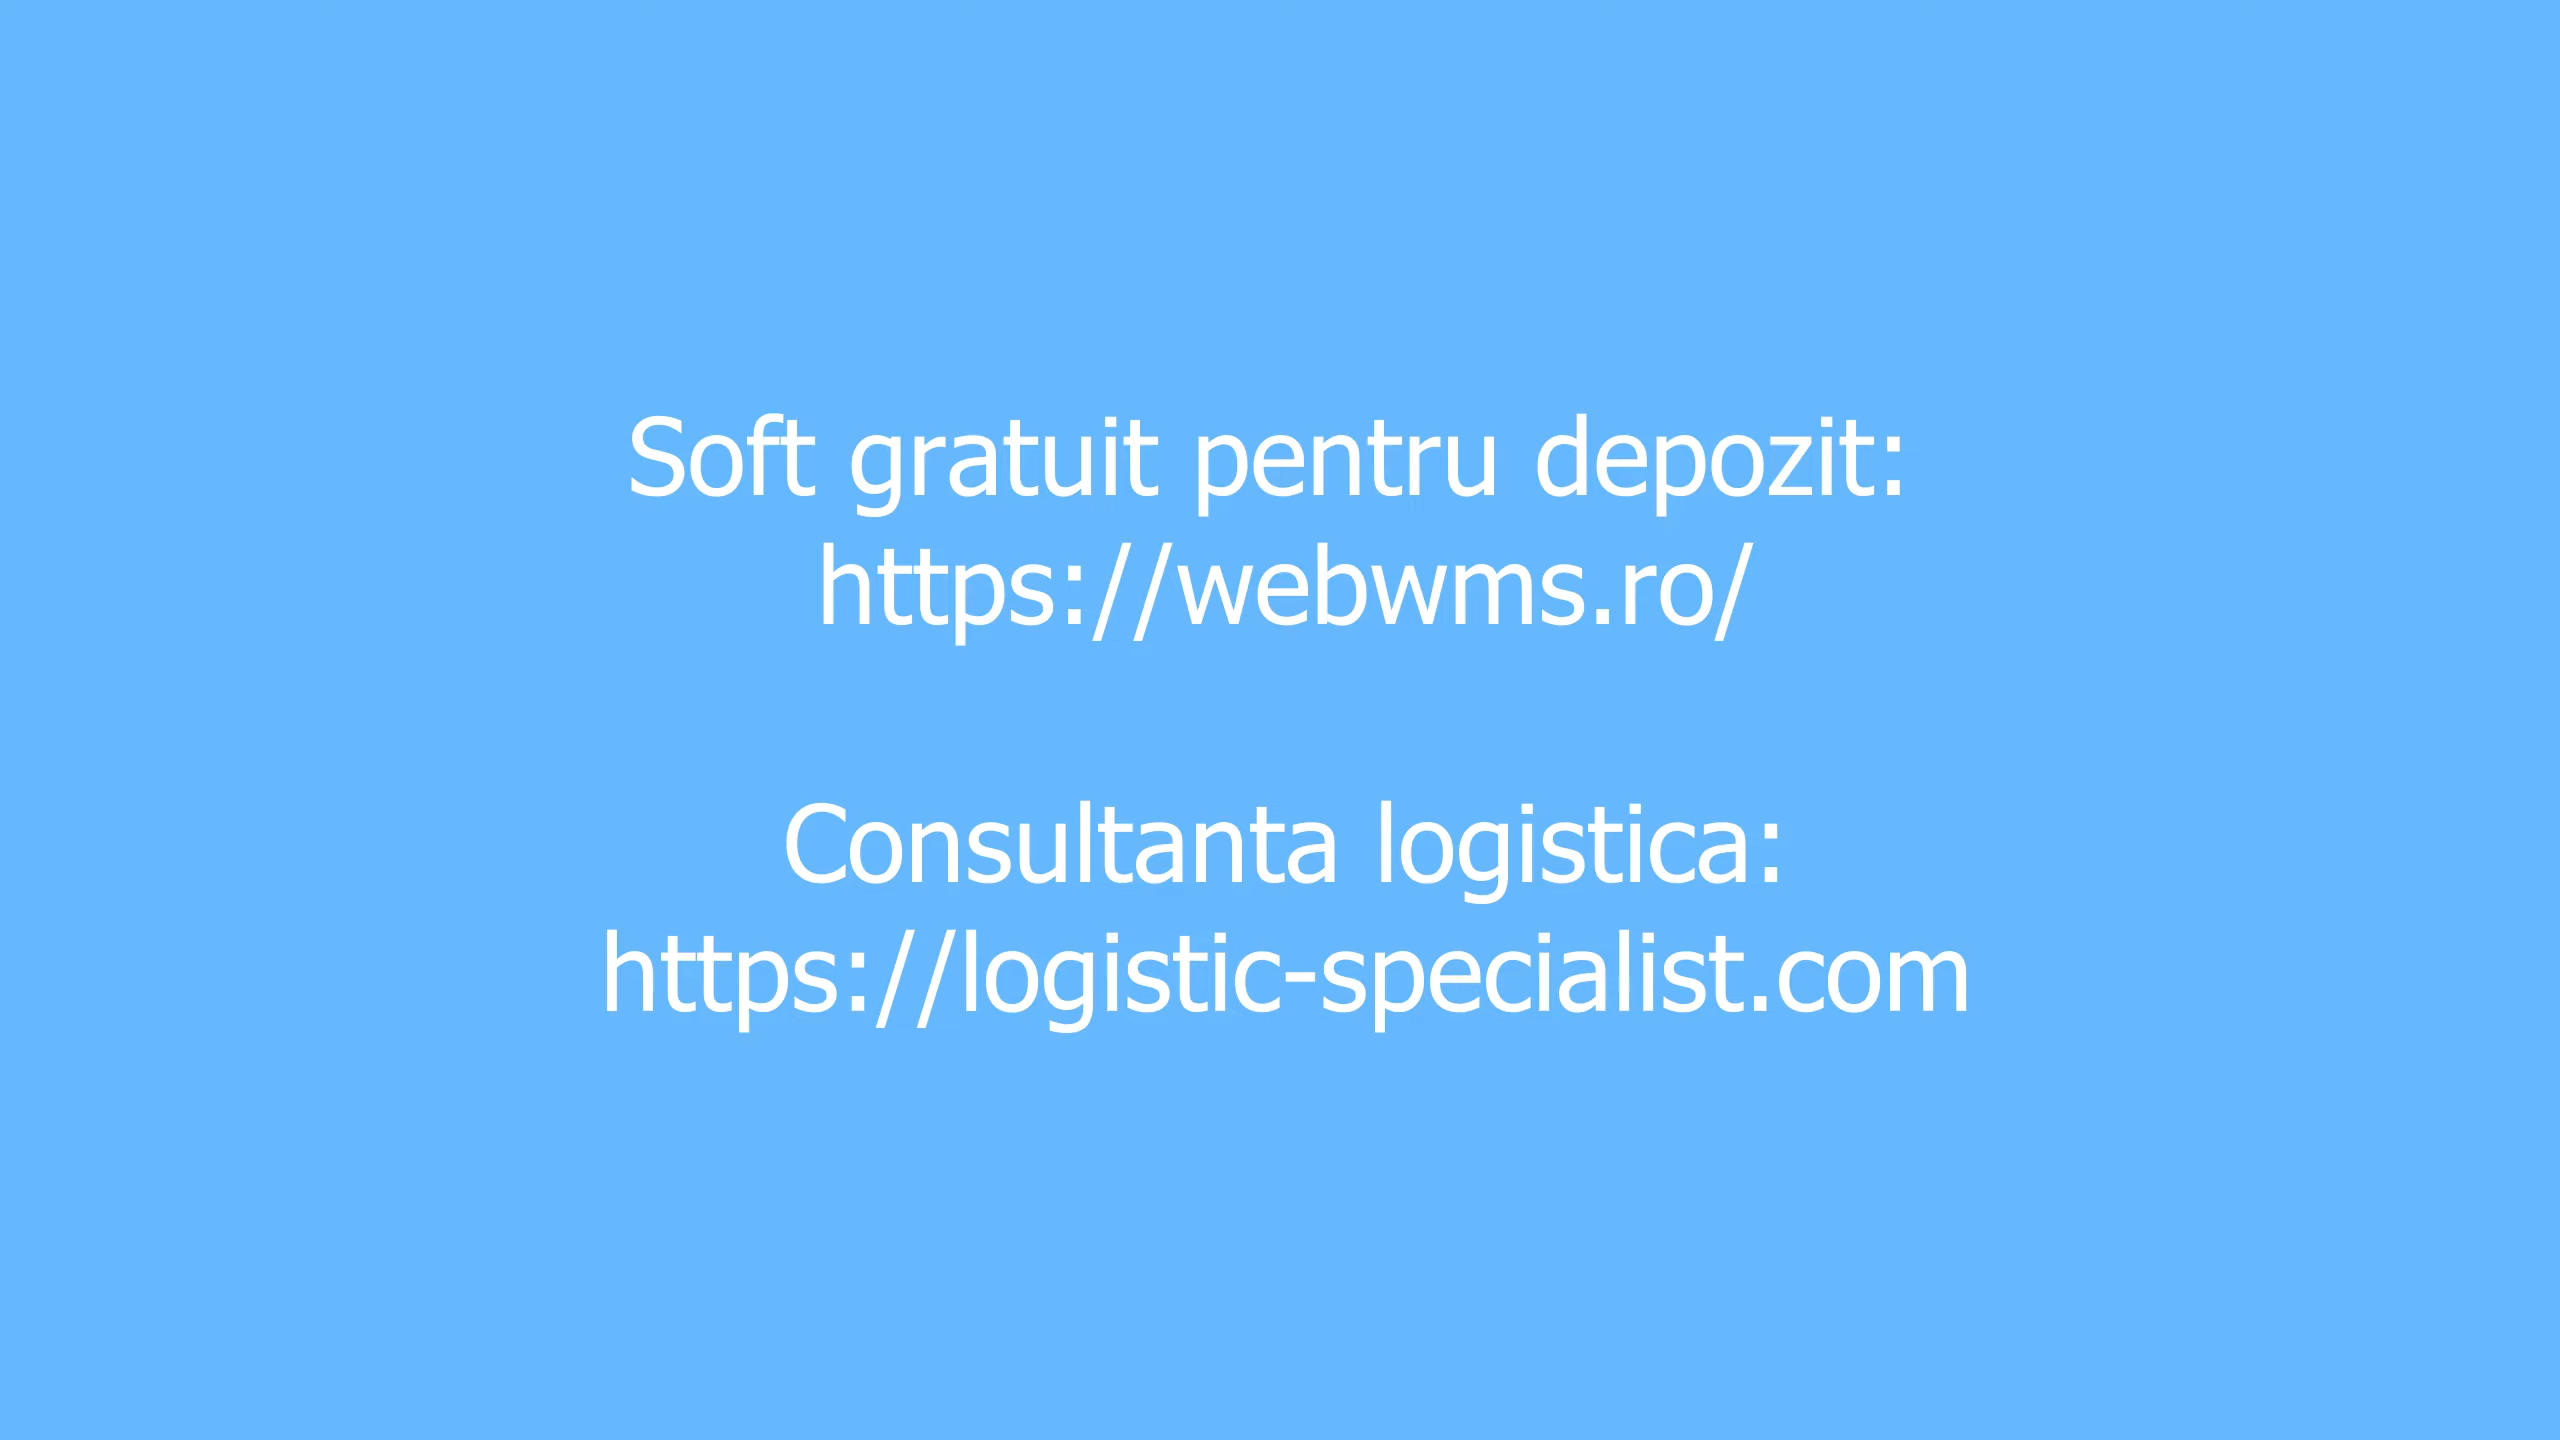 Soft gratuit pentru depozit:
https://webwms.ro/
Consultanta logistica:
https://logistic-specialist.com